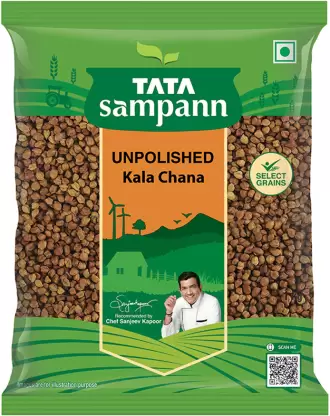 TATA
sampann
UNPOLISHED
Kala Chana
SELECT
GRAINS
Recommended by
Chef Sanjeev Kapoor
SCAN ME